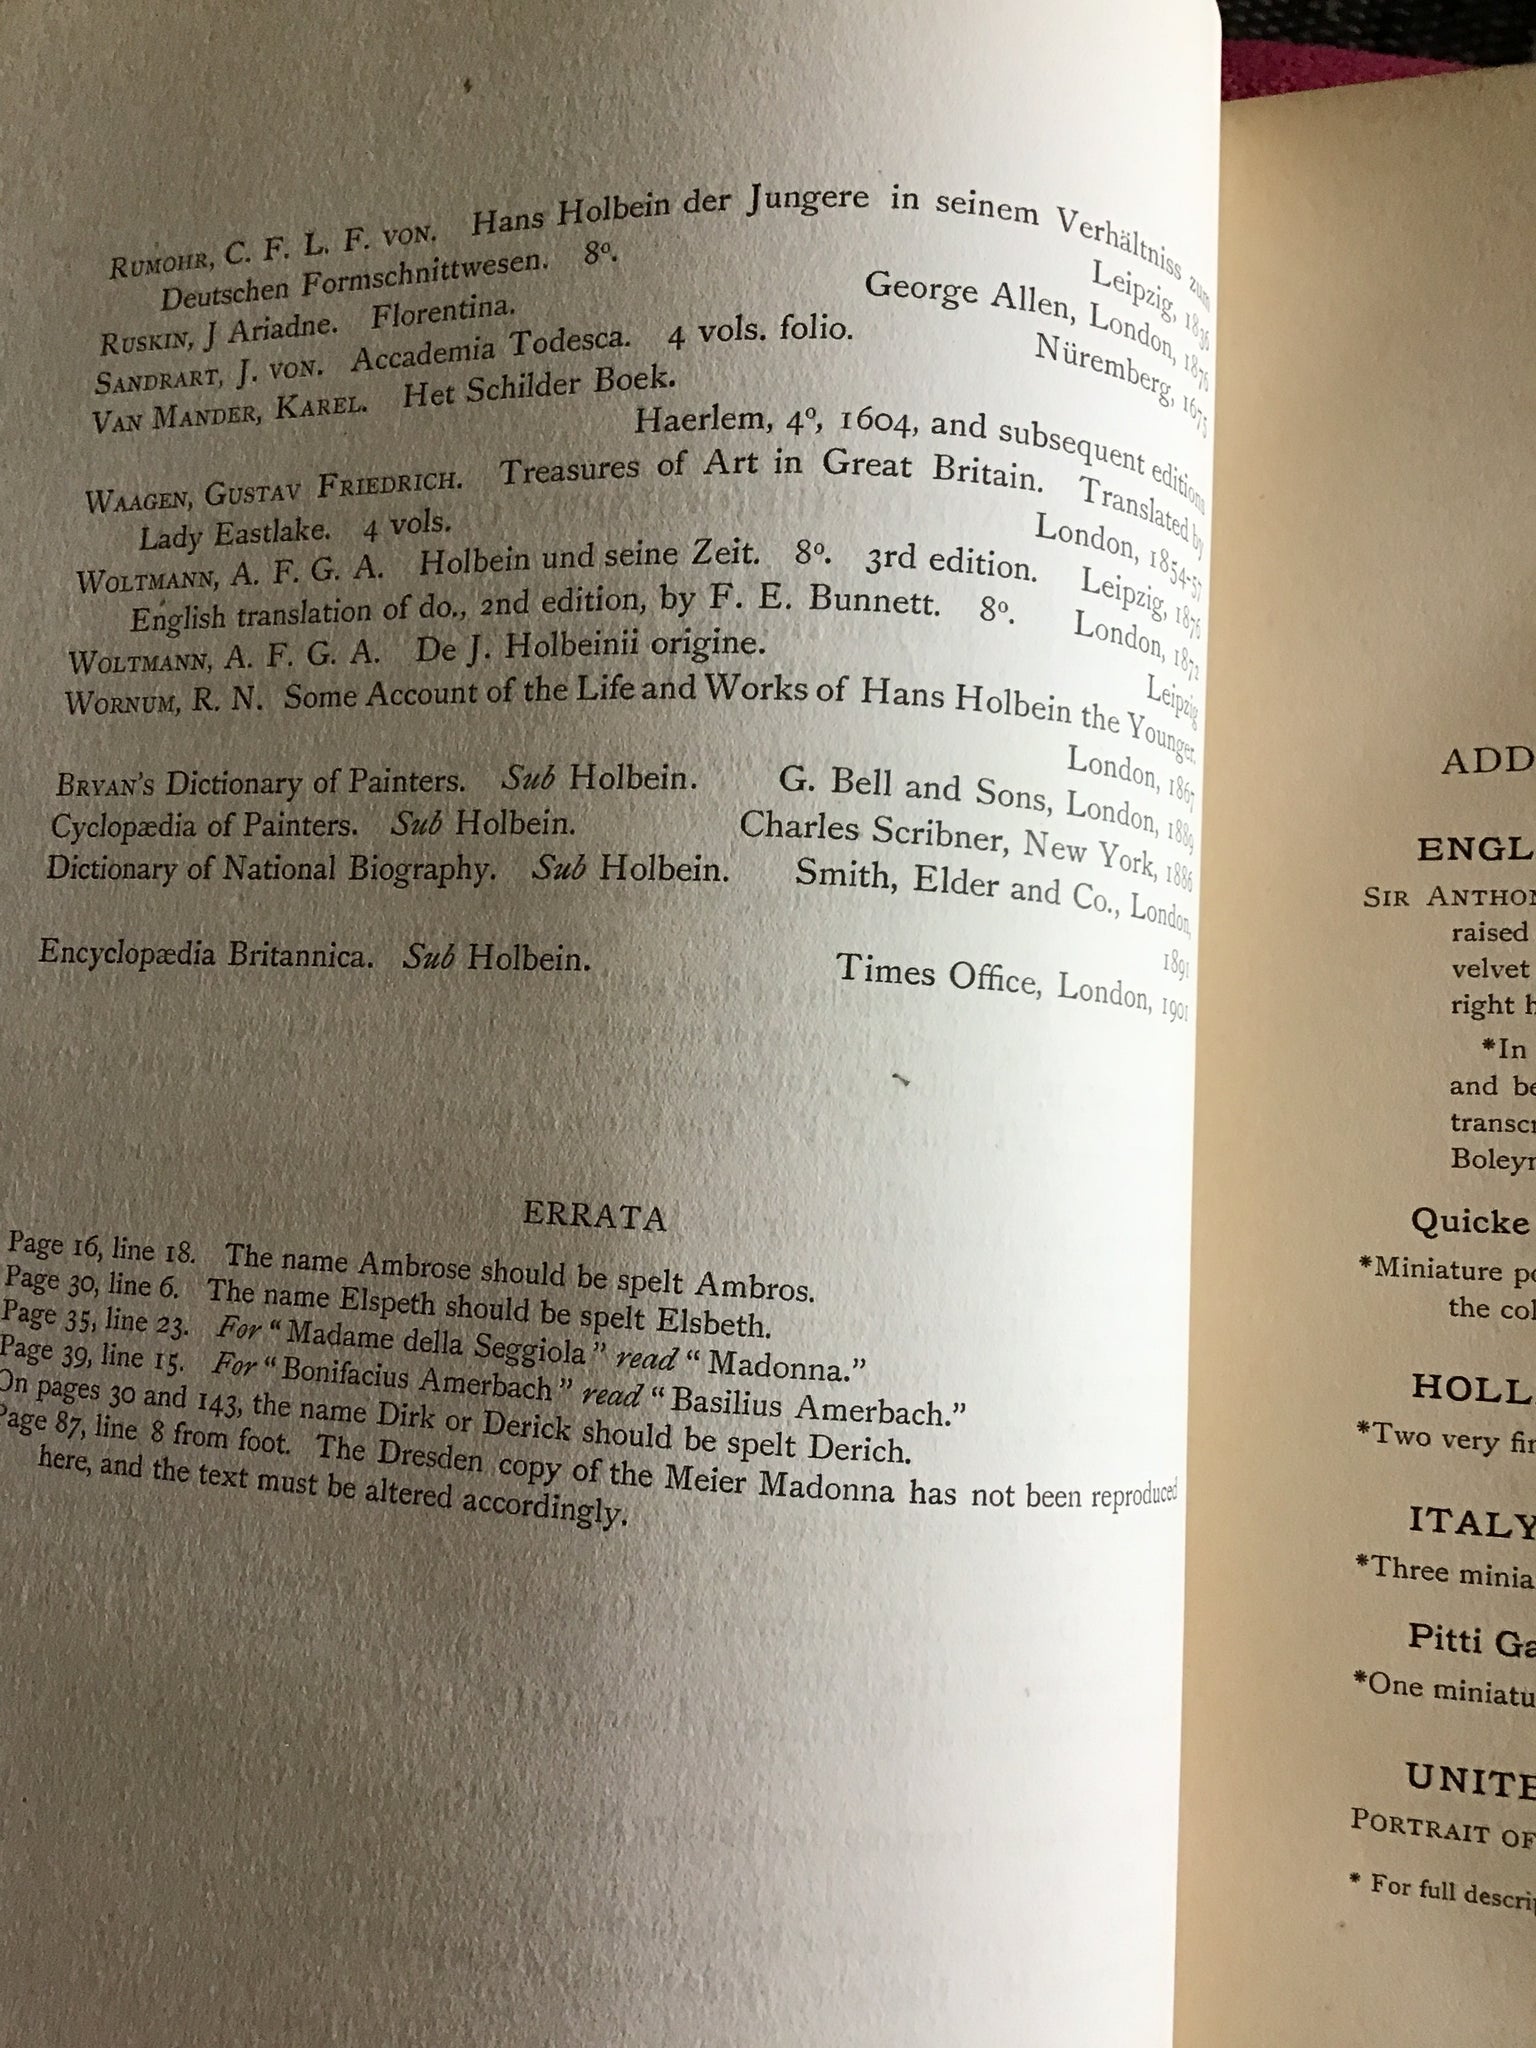 RUMOHR, C. F. L. F. VON. Hans Holbein der Jungere in seinem Verhältniss zum
Deutschen Formschnittwesen. 8º. Leipzig, 1836
RUSKIN, J Ariadne. Florentina. George Allen, London, 1876
SANDRART, J. VON. Accademia Todesca. 4 vols. folio. Nüremberg, 1675
VAN MANDER, KAREL. Het Schilder Boek.
Haerlem, 4º, 1604, and subsequent editions
WAAGEN, GUSTAV FRIEDRICH. Treasures of Art in Great Britain. Translated by
Lady Eastlake. 4 vols. London, 1854-57
WOLTMANN, A. F. G. A. Holbein und seine Zeit. 8º. 3rd edition. Leipzig, 1876
English translation of do., 2nd edition, by F. E. Bunnett. 8º. London, 1872
WOLTMANN, A. F. G. A. De J. Holbeinii origine. Leipzig
WORNUM, R. N. Some Account of the Life and Works of Hans Holbein the Younger.
London, 1867
BRYAN'S Dictionary of Painters. Sub Holbein. G. Bell and Sons, London, 1889
Cyclopædia of Painters. Sub Holbein. Charles Scribner, New York, 1886
Dictionary of National Biography. Sub Holbein. Smith, Elder and Co., London,
1891
Encyclopædia Britannica. Sub Holbein. Times Office, London, 1901
ERRATA
Page 16, line 18. The name Ambrose should be spelt Ambros.
Page 30, line 6. The name Elspeth should be spelt Elsbeth.
Page 35, line 23. For "Madame della Seggiola" read "Madonna."
Page 39, line 15. For "Bonifacius Amerbach" read "Basilius Amerbach."
On pages 30 and 143, the name Dirk or Derick should be spelt Derich.
Page 87, line 8 from foot. The Dresden copy of the Meier Madonna has not been reproduced
here, and the text must be altered accordingly.
ADD
ENGL
SIR ANTHON
raised
velvet
right h
*In
and be
transcr
Boleyn
Quicke
*Miniature po
the col
HOLL
*Two very fin
ITALY
*Three minia
Pitti Ga
*One miniatu
UNITE
PORTRAIT OF
* For full descrip